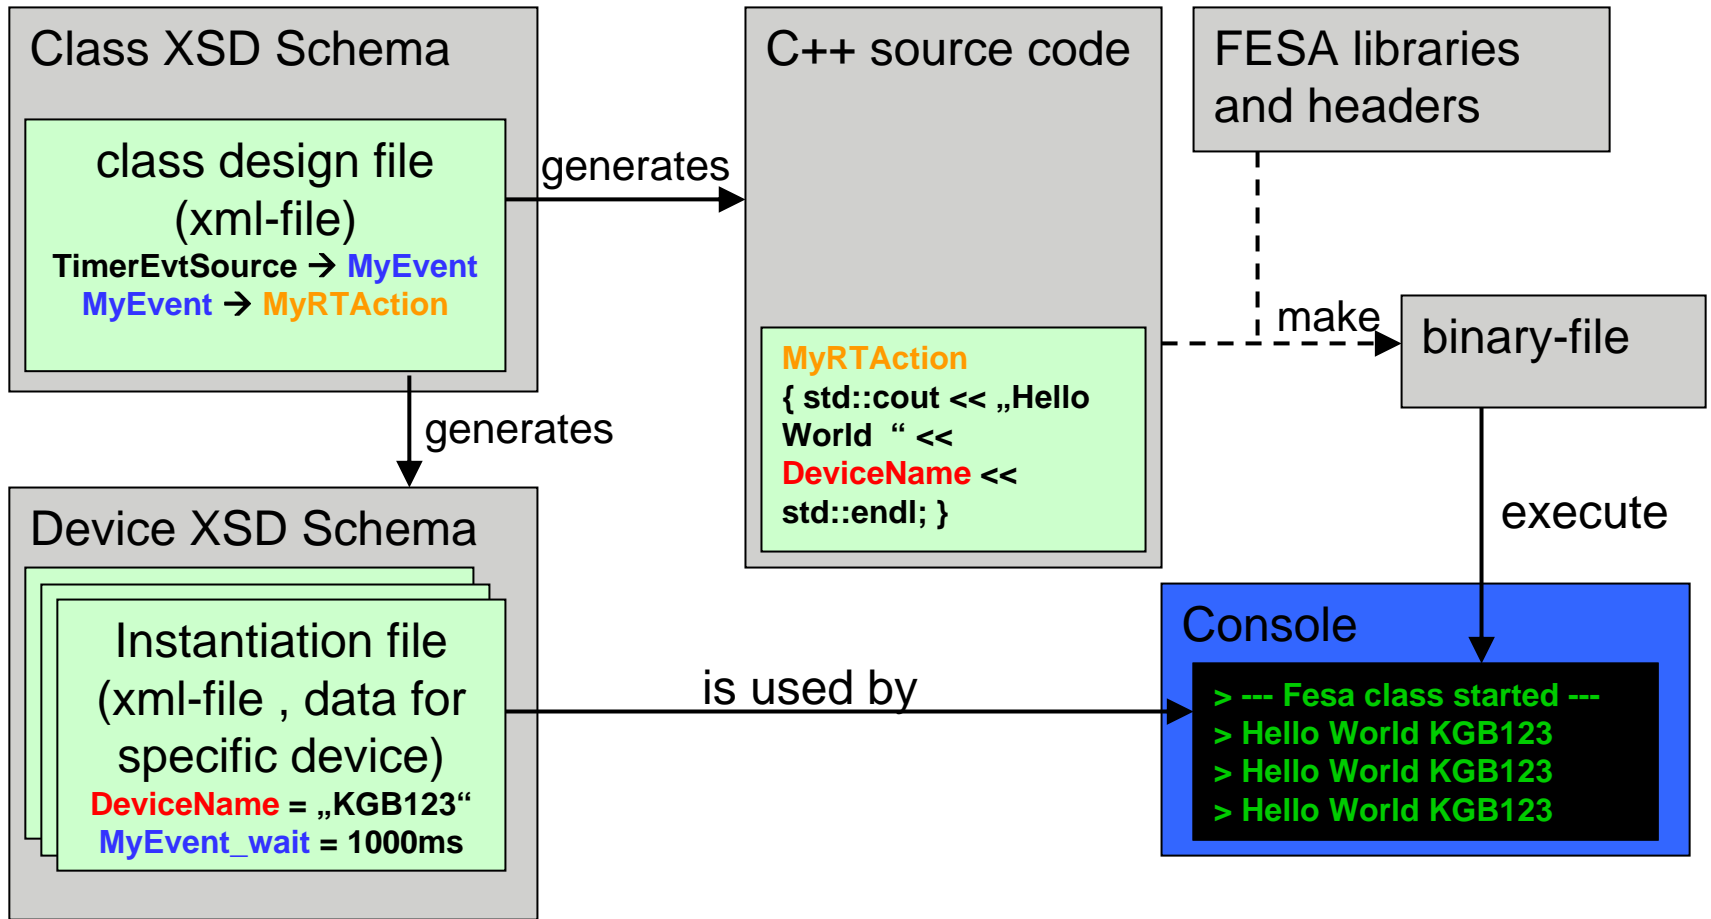 Class XSD Schema
class design file
(xml-file)
TimerEvtSource → MyEvent
MyEvent → MyRTAction
generates
generates
C++ source code
MyRTAction
{ std::cout << „Hello
World “ <<
DeviceName <<
std::endl; }
FESA libraries
and headers
make
binary-file
execute
Device XSD Schema
Instantiation file
(xml-file , data for
specific device)
DeviceName = „KGB123“
MyEvent_wait = 1000ms
is used by
Console
> --- Fesa class started ---
> Hello World KGB123
> Hello World KGB123
> Hello World KGB123